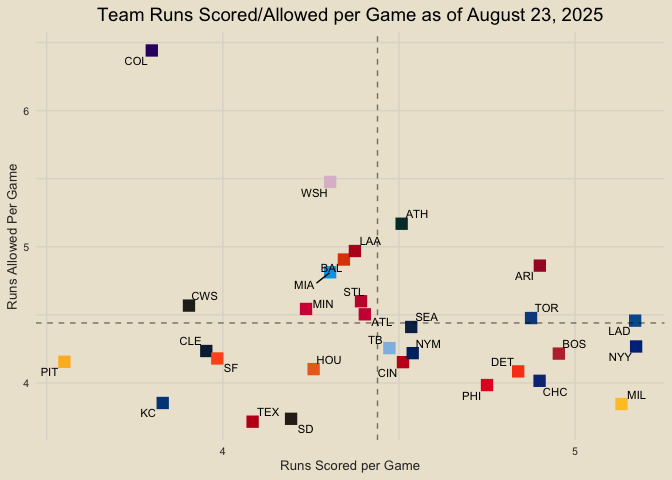 Team Runs Scored/Allowed per Game as of August 23, 2025
COL
6
WSH
ATH
LAA
5
BAL
ARI
MIA
STL
CWS
MIN
TOR
ATL
SEA
LAD
CLE
TB
NYM
BOS
NYY
PIT
SF
HOU
CIN
DET
4
PHI
CHC
MIL
KC
TEX
SD
4
5
Runs Scored per Game
Runs Allowed Per Game